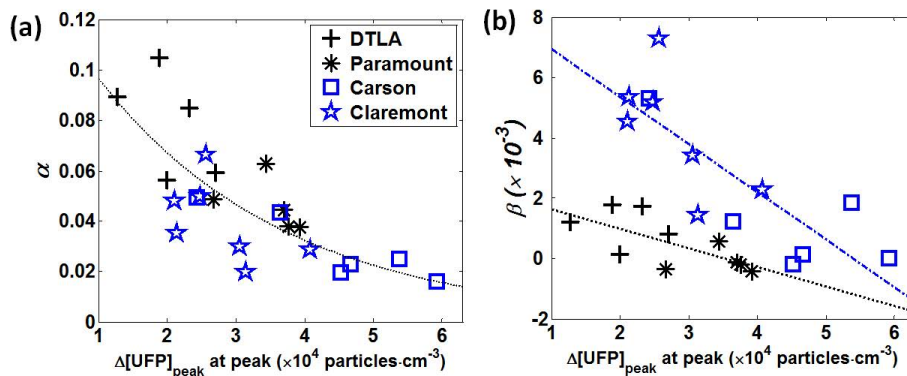 (a)
0.12
0.1
0.08
0.06
0.04
0.02
0
α
DTLA
Paramount
Carson
Claremont
1 2 3 4 5 6
Δ[UFP]peak at peak (×10⁴ particles·cm⁻³)
(b)
8
6
4
2
0
-2
β (× 10⁻³)
1 2 3 4 5 6
Δ[UFP]peak at peak (×10⁴ particles·cm⁻³)